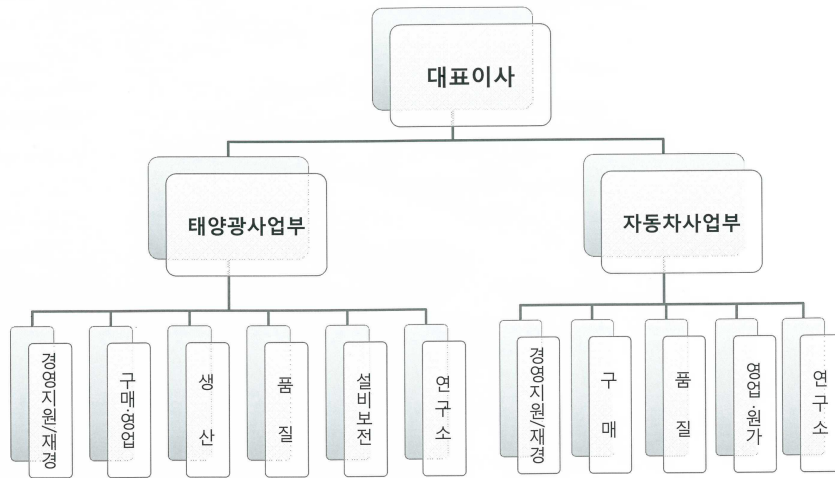 대표이사
태양광사업부
자동차사업부
경영지원/재경
구매·영업
생산
품질
설비보전
연구소
경영지원/재경
구매
품질
영업·원가
연구소